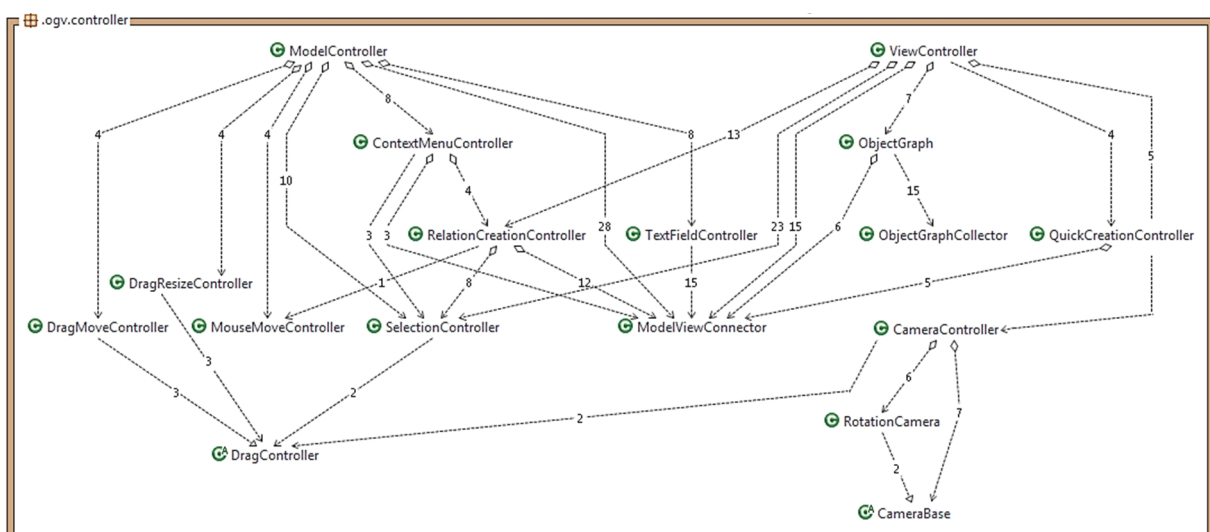 .ogv.controller
ModelController
ViewController
8
7
4
4
4
8
13
4
ContextMenuController
ObjectGraph
5
10
4
15
3
3
28
23
15
6
RelationCreationController
TextFieldController
ObjectGraphCollector
QuickCreationController
DragResizeController
1
8
12
15
5
DragMoveController
MouseMoveController
SelectionController
ModelViewConnector
CameraController
3
6
3
2
7
2
RotationCamera
DragController
2
CameraBase